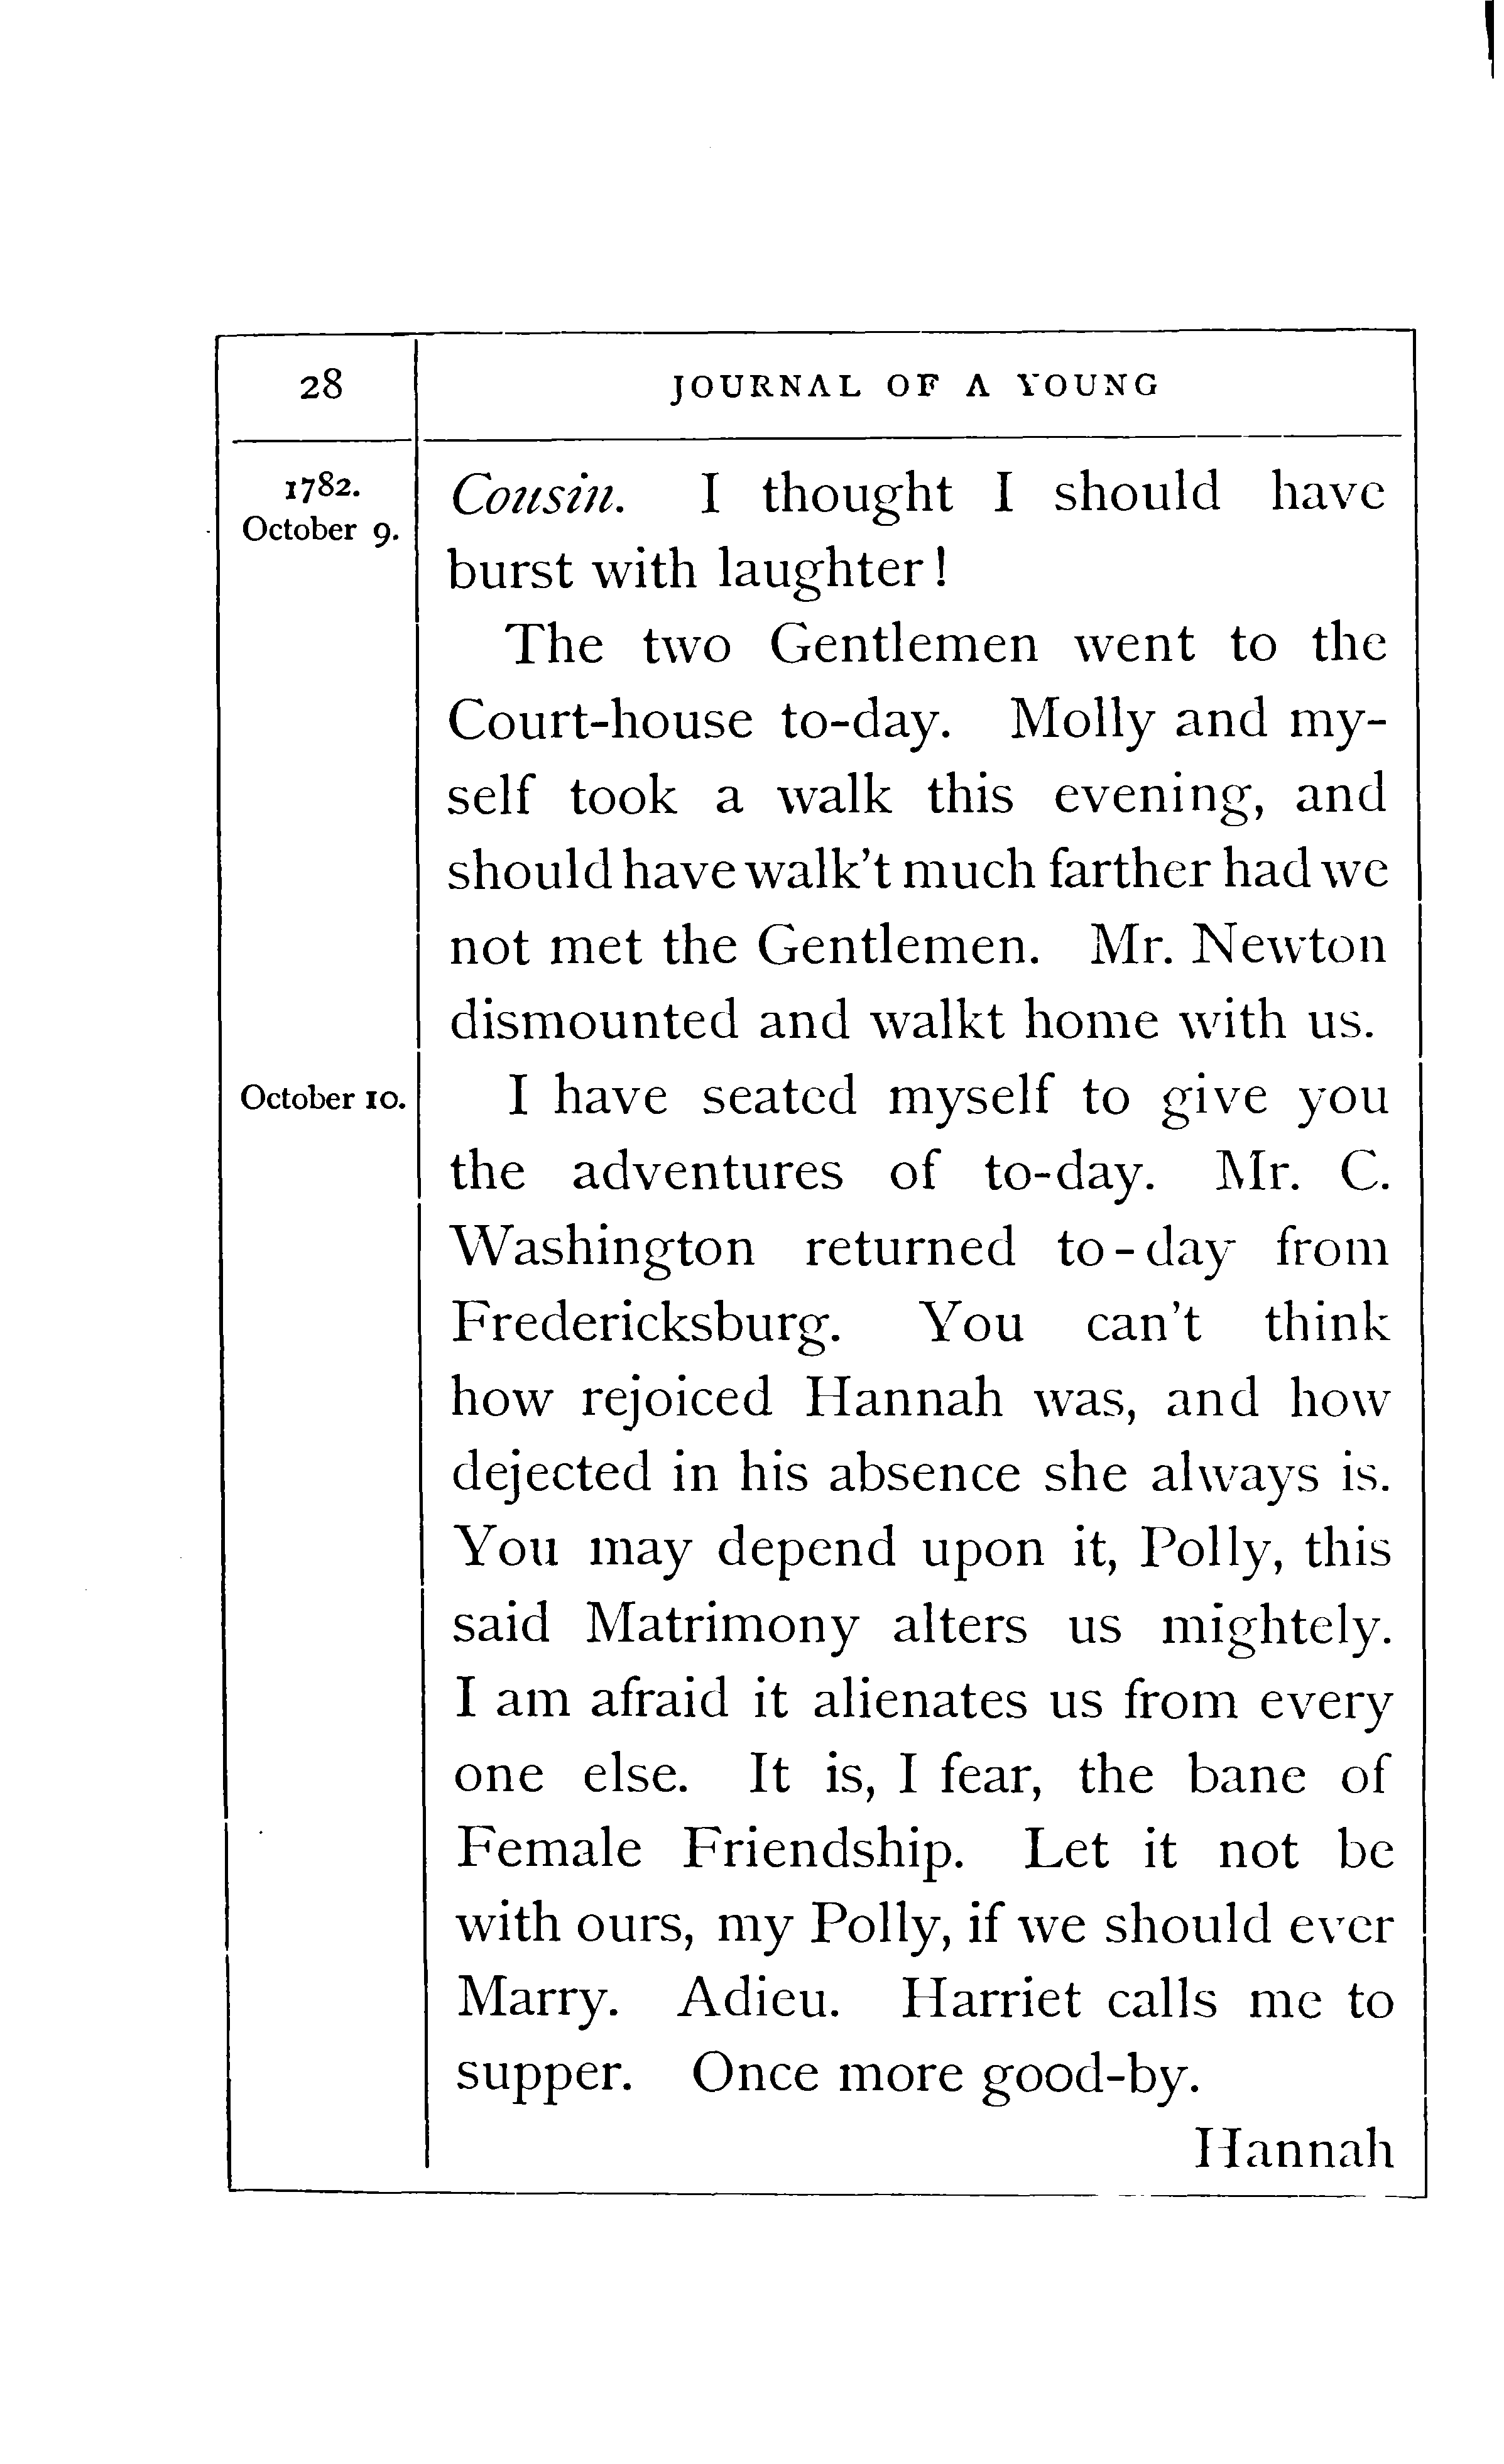 28
JOURNAL OF A YOUNG
1782.
October 9.
Cousin. I thought I should have
burst with laughter!
The two Gentlemen went to the
Court-house to-day. Molly and my-
self took a walk this evening, and
should have walk't much farther had we
not met the Gentlemen. Mr. Newton
dismounted and walkt home with us.
October 10.
I have seated myself to give you
the adventures of to-day. Mr. C.
Washington returned to-day from
Fredericksburg. You can't think
how rejoiced Hannah was, and how
dejected in his absence she always is.
You may depend upon it, Polly, this
said Matrimony alters us mightely.
I am afraid it alienates us from every
one else. It is, I fear, the bane of
Female Friendship. Let it not be
with ours, my Polly, if we should ever
Marry. Adieu. Harriet calls me to
supper. Once more good-by.
Hannah